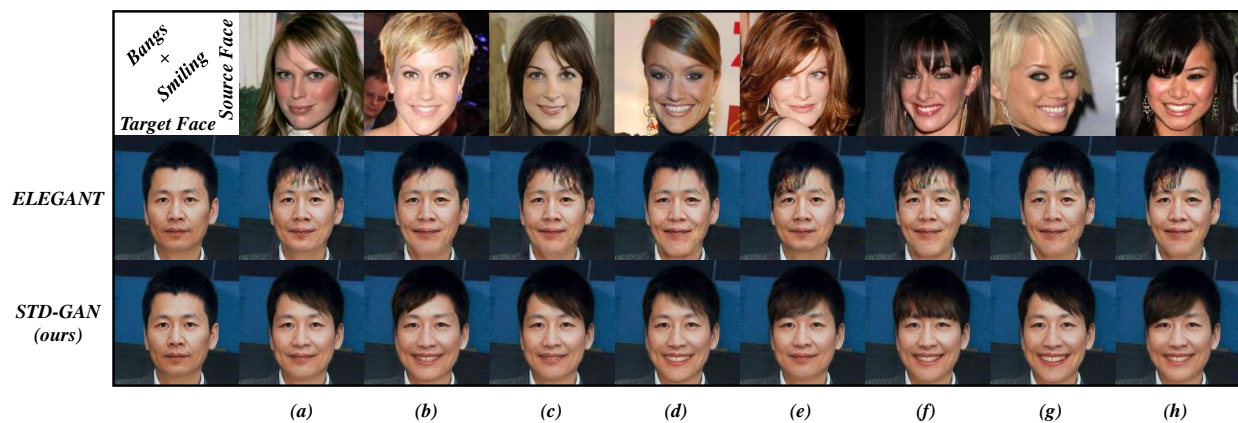 Bangs
+
Smiling
Source Face
Target Face
ELEGANT
STD-GAN
(ours)
(a) (b) (c) (d) (e) (f) (g) (h)